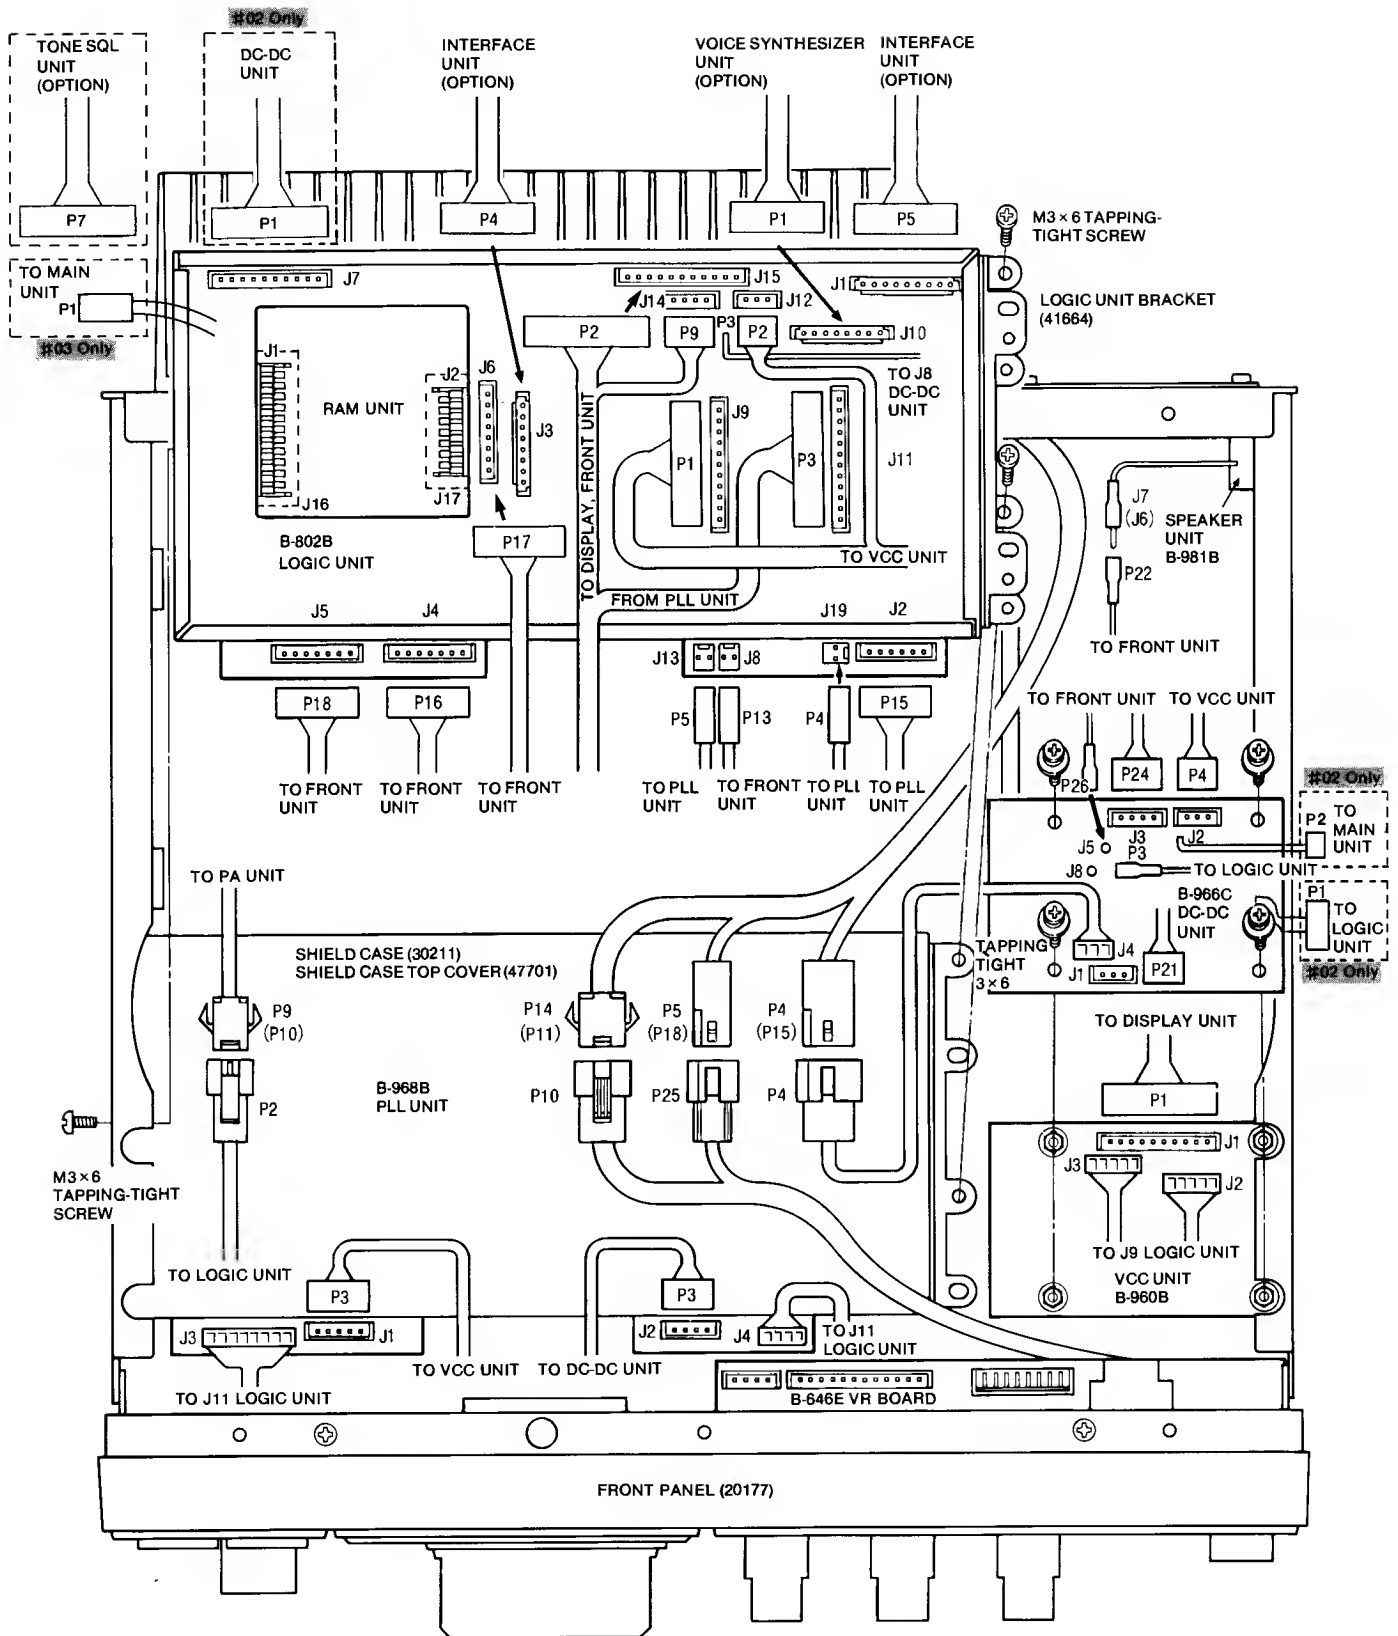 #02 Only
TONE SQL
UNIT
(OPTION)
DC-DC
UNIT
INTERFACE
UNIT
(OPTION)
VOICE SYNTHESIZER
UNIT
(OPTION)
INTERFACE
UNIT
(OPTION)
P7
P1
P4
P1
P5
M3×6 TAPPING-
TIGHT SCREW
TO MAIN
UNIT
P1
#03 Only
J7
J15
J14
J12
J1
LOGIC UNIT BRACKET
(41664)
P2
P9
P3
P2
J10
J1
J2
J6
J3
RAM UNIT
J16
J17
TO DISPLAY, FRONT UNIT
TO J8
DC-DC
UNIT
P1
J9
P3
J11
B-802B
LOGIC UNIT
P17
TO VCC UNIT
FROM PLL UNIT
J7
(J6)
SPEAKER
UNIT
B-981B
P22
TO FRONT UNIT
J5
J4
J19
J2
J13
J8
P18
P16
P5
P13
P4
P15
TO FRONT
UNIT
TO FRONT
UNIT
TO FRONT
UNIT
TO PLL
UNIT
TO FRONT
UNIT
TO PLL
UNIT
TO PLL
UNIT
TO FRONT UNIT
TO VCC UNIT
P26
P24
P4
#02 Only
P2
TO
MAIN
UNIT
J5
J3
J2
P3
J8
TO LOGIC UNIT
B-966C
DC-DC
UNIT
P1
TO
LOGIC
UNIT
#02 Only
TAPPING
TIGHT
3×6
J4
J1
P21
TO PA UNIT
SHIELD CASE (30211)
SHIELD CASE TOP COVER (47701)
P9
(P10)
P14
(P11)
P5
(P18)
P4
(P15)
P2
B-968B
PLL UNIT
P10
P25
P4
TO DISPLAY UNIT
P1
J1
J3
J2
TO J9 LOGIC UNIT
VCC UNIT
B-960B
M3×6
TAPPING-TIGHT
SCREW
TO LOGIC UNIT
P3
P3
J3
J1
J2
J4
TO J11
LOGIC UNIT
TO VCC UNIT
TO DC-DC UNIT
TO J11 LOGIC UNIT
B-646E VR BOARD
FRONT PANEL (20177)